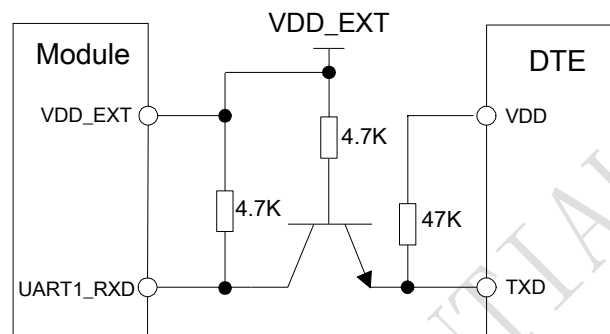 VDD_EXT
Module
DTE
VDD_EXT
VDD
4.7K
4.7K
47K
UART1_RXD
TXD